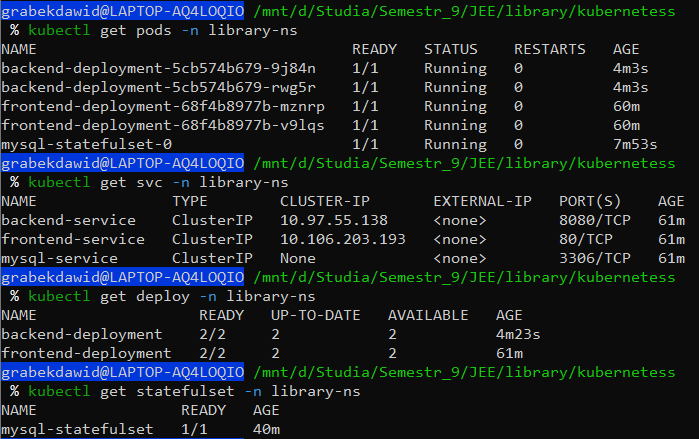 grabekdawid@LAPTOP-AQ4LOQIO /mnt/d/Studia/Semestr_9/JEE/library/kubernetess
% kubectl get pods -n library-ns
NAME READY STATUS RESTARTS AGE
backend-deployment-5cb574b679-9j84n 1/1 Running 0 4m3s
backend-deployment-5cb574b679-rwg5r 1/1 Running 0 4m3s
frontend-deployment-68f4b8977b-mznrp 1/1 Running 0 60m
frontend-deployment-68f4b8977b-v9lqs 1/1 Running 0 60m
mysql-statefulset-0 1/1 Running 0 7m53s
grabekdawid@LAPTOP-AQ4LOQIO /mnt/d/Studia/Semestr_9/JEE/library/kubernetess
% kubectl get svc -n library-ns
NAME TYPE CLUSTER-IP EXTERNAL-IP PORT(S) AGE
backend-service ClusterIP 10.97.55.138 <none> 8080/TCP 61m
frontend-service ClusterIP 10.106.203.193 <none> 80/TCP 61m
mysql-service ClusterIP None <none> 3306/TCP 61m
grabekdawid@LAPTOP-AQ4LOQIO /mnt/d/Studia/Semestr_9/JEE/library/kubernetess
% kubectl get deploy -n library-ns
NAME READY UP-TO-DATE AVAILABLE AGE
backend-deployment 2/2 2 2 4m23s
frontend-deployment 2/2 2 2 61m
grabekdawid@LAPTOP-AQ4LOQIO /mnt/d/Studia/Semestr_9/JEE/library/kubernetess
% kubectl get statefulset -n library-ns
NAME READY AGE
mysql-statefulset 1/1 40m